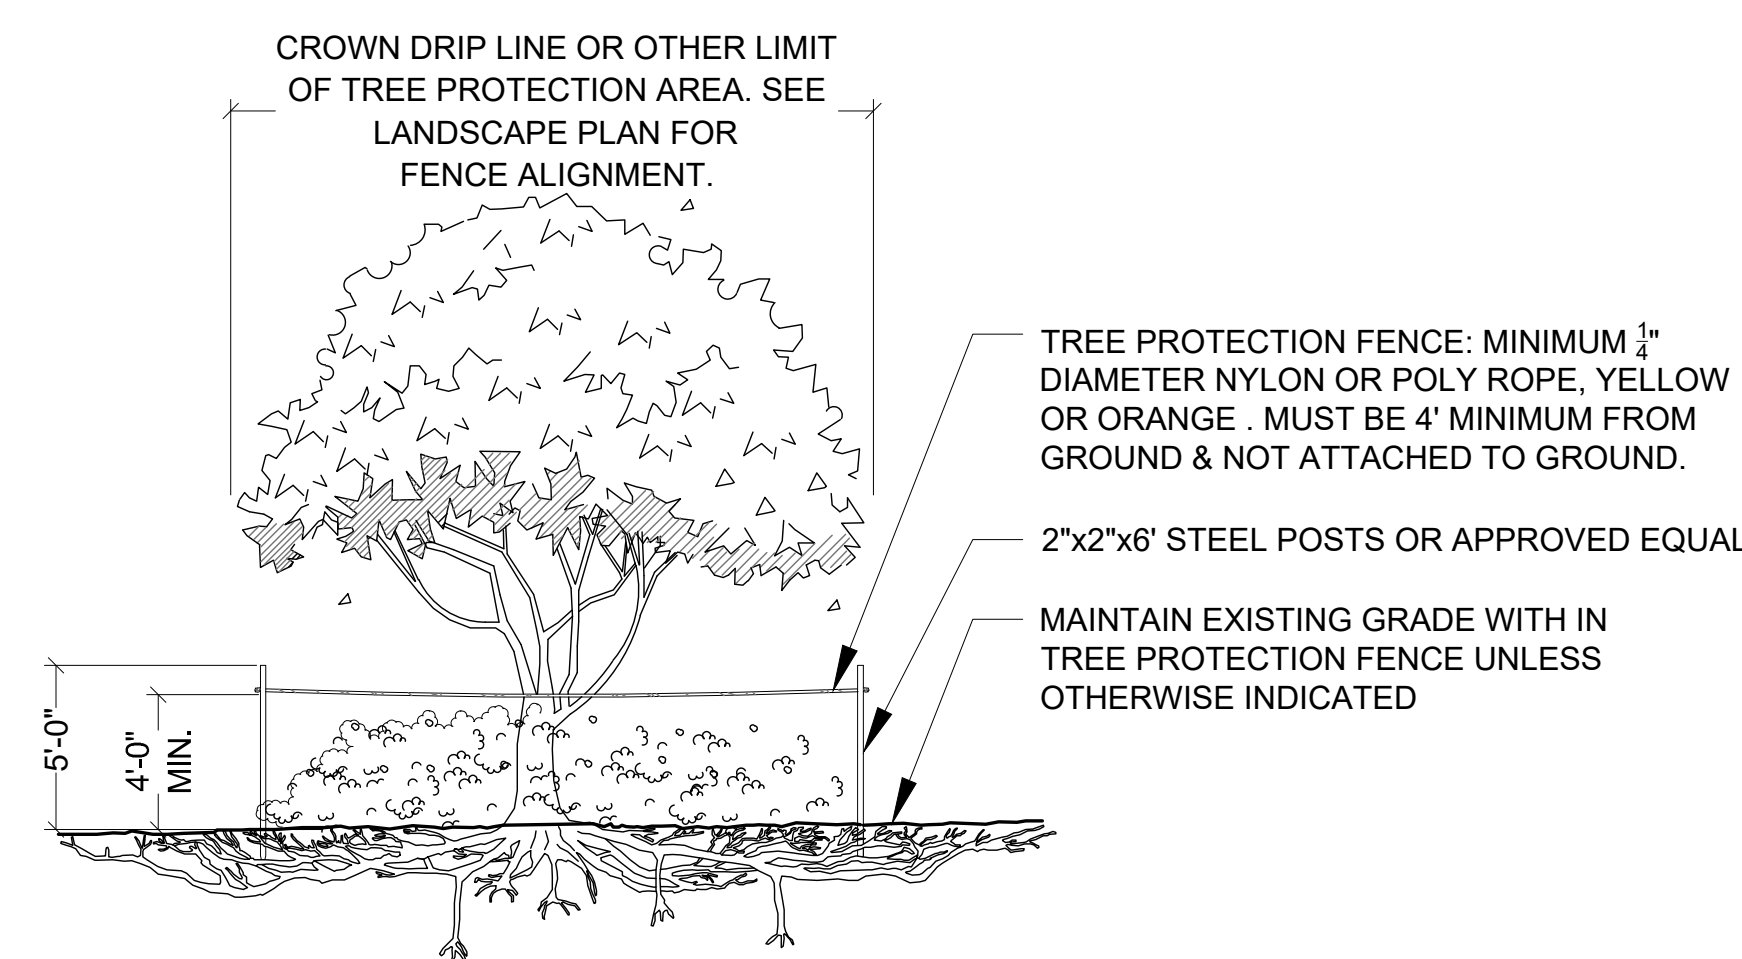 CROWN DRIP LINE OR OTHER LIMIT
OF TREE PROTECTION AREA. SEE
LANDSCAPE PLAN FOR
FENCE ALIGNMENT.
TREE PROTECTION FENCE: MINIMUM 1/4"
DIAMETER NYLON OR POLY ROPE, YELLOW
OR ORANGE . MUST BE 4' MINIMUM FROM
GROUND & NOT ATTACHED TO GROUND.
2"x2"x6' STEEL POSTS OR APPROVED EQUAL
MAINTAIN EXISTING GRADE WITH IN
TREE PROTECTION FENCE UNLESS
OTHERWISE INDICATED
5'-0"
4'-0"
MIN.